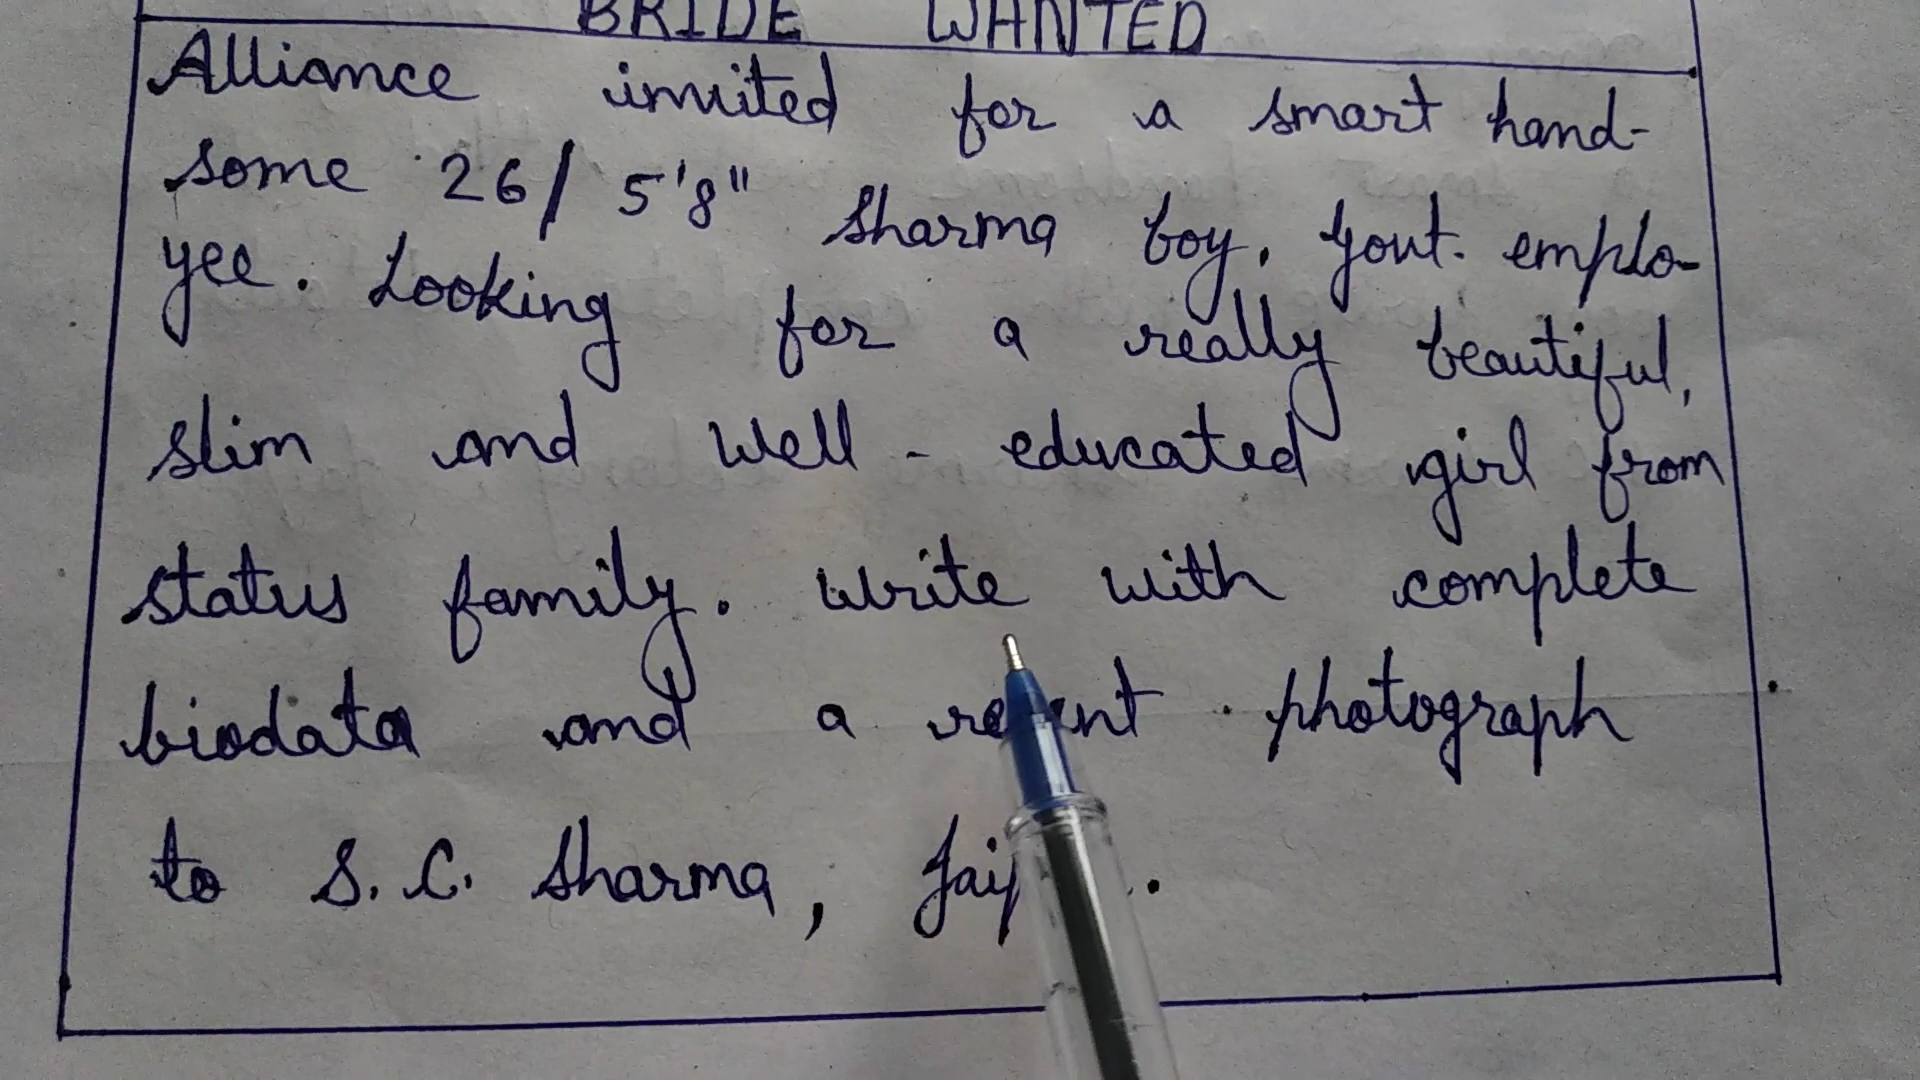 BRIDE WANTED
Alliance invited for a smart hand-
some 26/ 5'8" Sharma boy. Govt. emplo-
yee. Looking for a really beautiful,
slim and well-educated girl from
status family. Write with complete
biodata and a recent photograph
to S. C. Sharma,